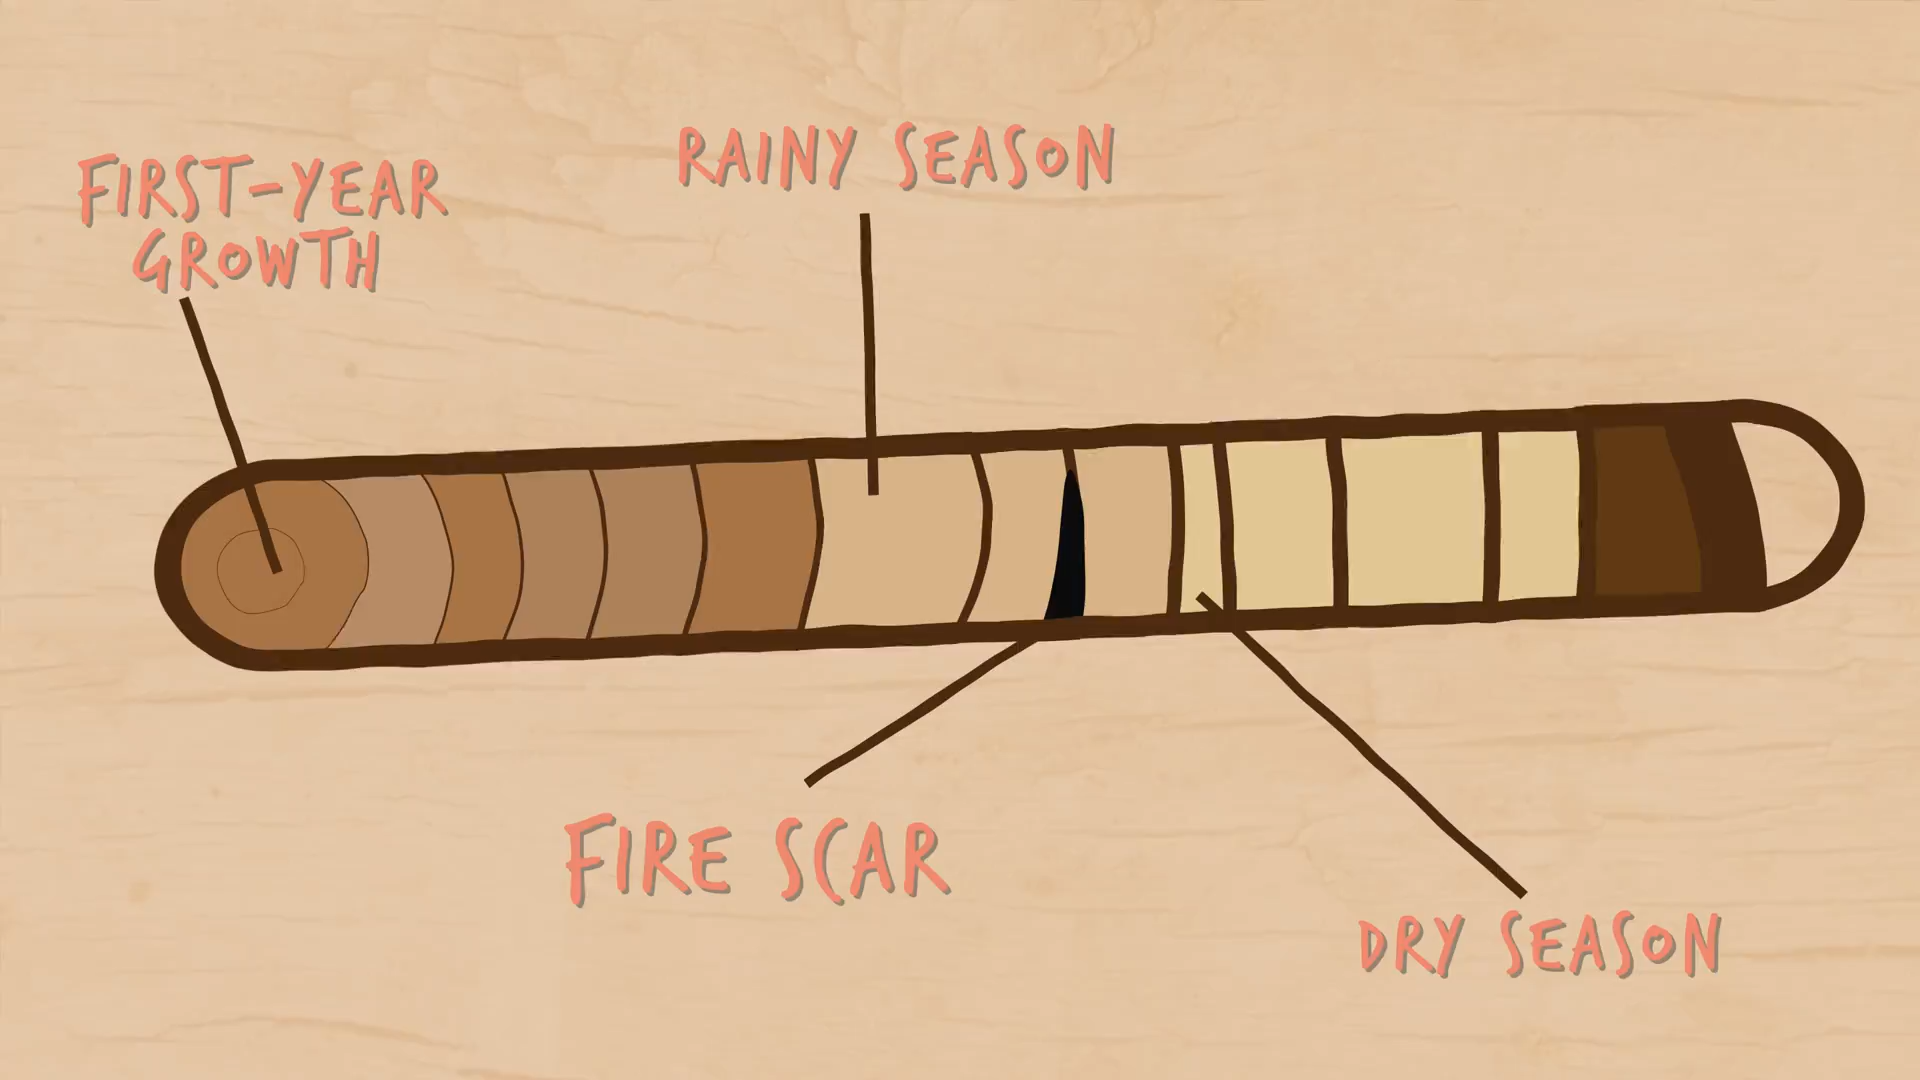 FIRST-YEAR
GROWTH
RAINY SEASON
FIRE SCAR
DRY SEASON